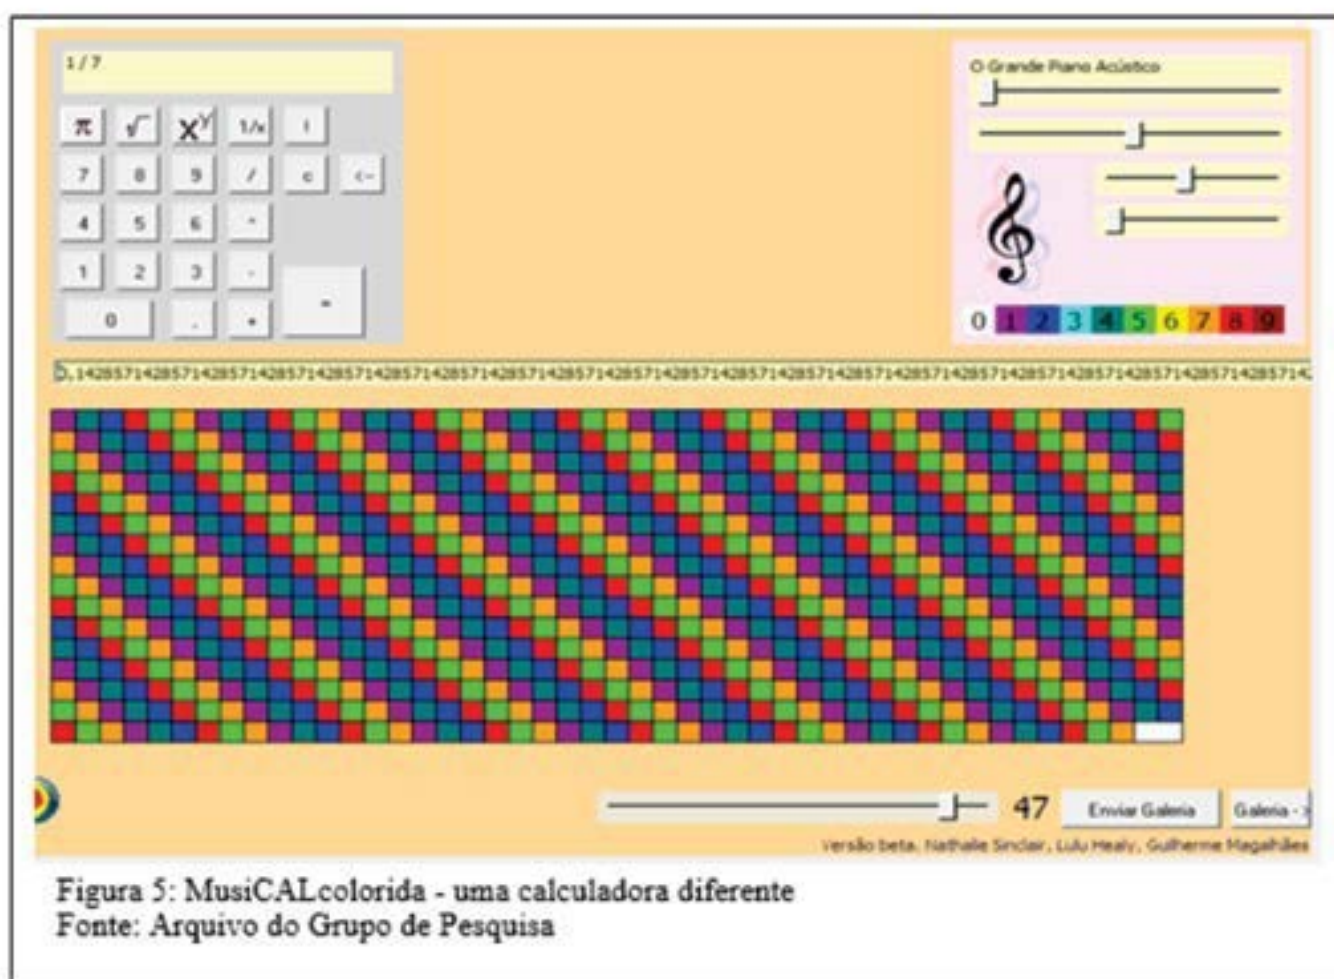 1 / 7
O Grande Piano Acústico
π √ X^Y 1/x |
7 8 9 / c <-
4 5 6 *
1 2 3 -
0 . + =
0 1 2 3 4 5 6 7 8 9
0,142857142857142857142857142857142857142857142857142857142857142857142857142857142857142857142857142
47 Enviar Galeria Galeria ->
Versão beta. Nathalie Sinclair, Lulu Healy, Guilherme Magalhães
Figura 5: MusiCALcolorida - uma calculadora diferente
Fonte: Arquivo do Grupo de Pesquisa